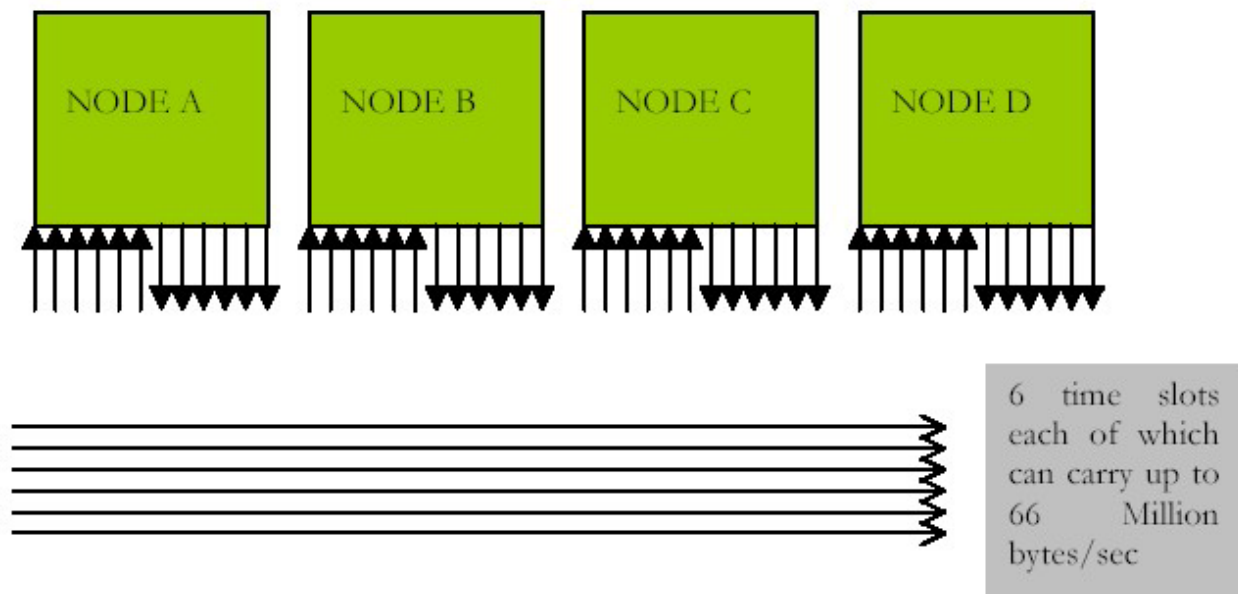 NODE A
NODE B
NODE C
NODE D
6 time slots
each of which
can carry up to
66 Million
bytes/sec